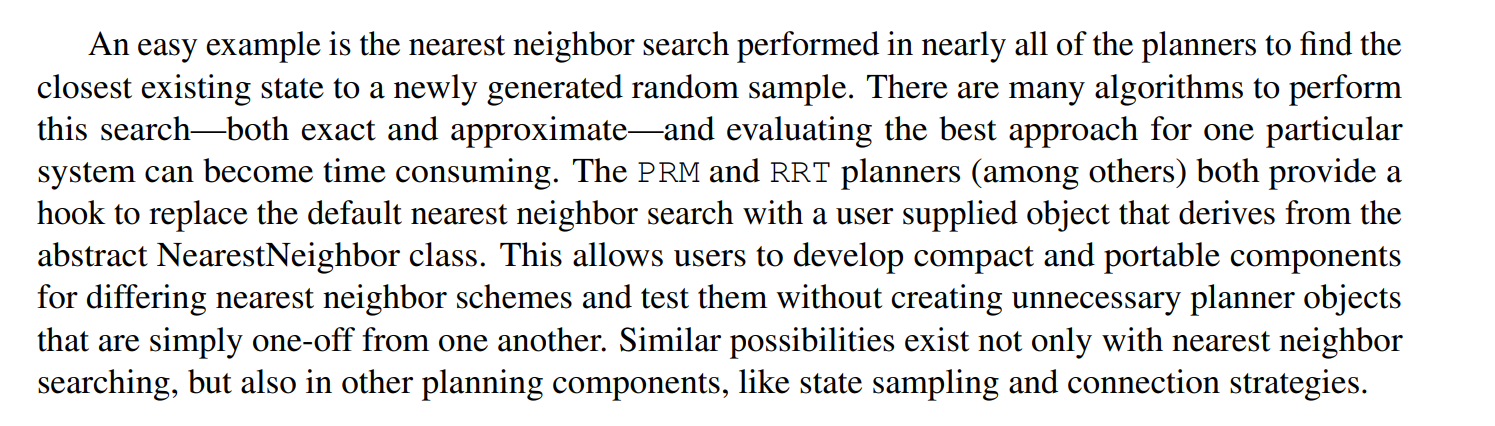 An easy example is the nearest neighbor search performed in nearly all of the planners to find the
closest existing state to a newly generated random sample. There are many algorithms to perform
this search—both exact and approximate—and evaluating the best approach for one particular
system can become time consuming. The PRM and RRT planners (among others) both provide a
hook to replace the default nearest neighbor search with a user supplied object that derives from the
abstract NearestNeighbor class. This allows users to develop compact and portable components
for differing nearest neighbor schemes and test them without creating unnecessary planner objects
that are simply one-off from one another. Similar possibilities exist not only with nearest neighbor
searching, but also in other planning components, like state sampling and connection strategies.